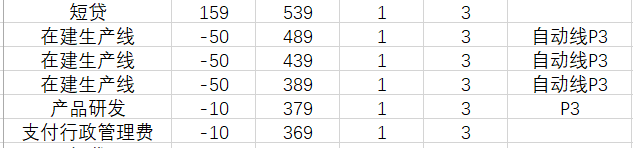 短贷 159 539 1 3
在建生产线 -50 489 1 3 自动线P3
在建生产线 -50 439 1 3 自动线P3
在建生产线 -50 389 1 3 自动线P3
产品研发 -10 379 1 3 P3
支付行政管理费 -10 369 1 3